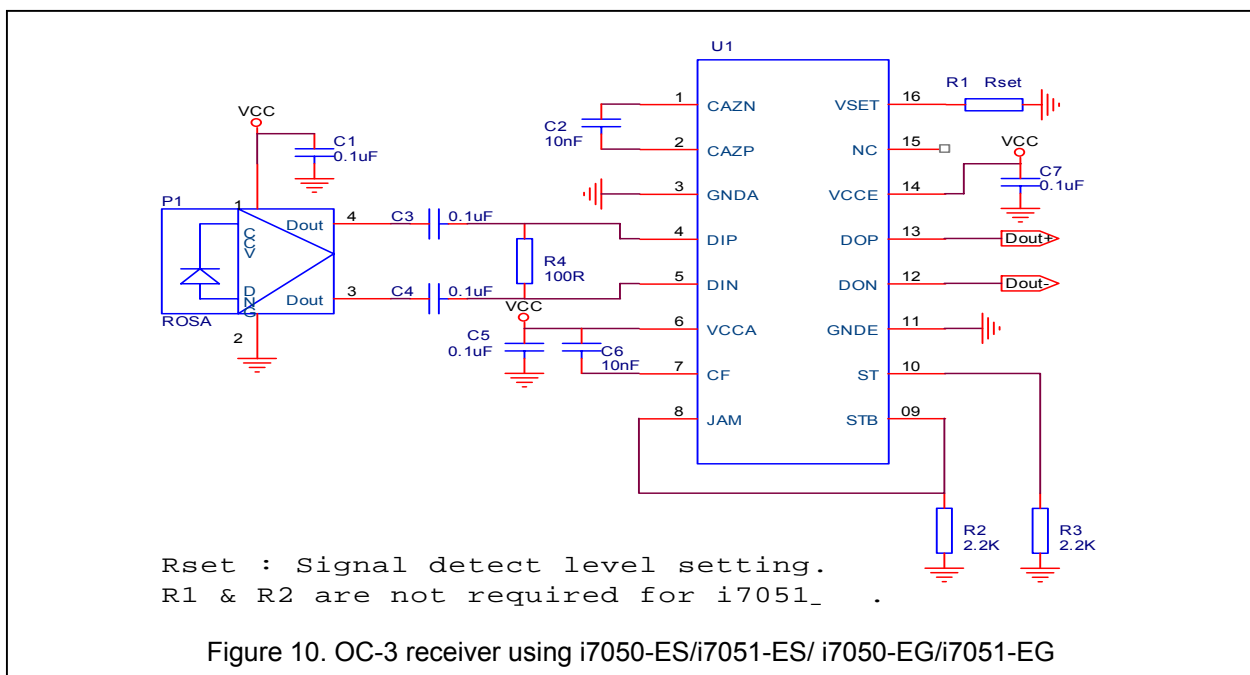 U1
VCC
C1
0.1uF
P1
1
VCC
GND
Dout
4
Dout
3
ROSA
2
C3
0.1uF
C4
0.1uF
R4
100R
C2
10nF
VCC
C5
0.1uF
C6
10nF
1
CAZN
2
CAZP
3
GNDA
4
DIP
5
DIN
6
VCCA
7
CF
8
JAM
VSET
16
NC
15
VCCE
14
DOP
13
DON
12
GNDE
11
ST
10
STB
09
R1 Rset
VCC
C7
0.1uF
Dout+
Dout-
R2
2.2K
R3
2.2K
Rset : Signal detect level setting.
R1 & R2 are not required for i7051_ .
Figure 10. OC-3 receiver using i7050-ES/i7051-ES/ i7050-EG/i7051-EG